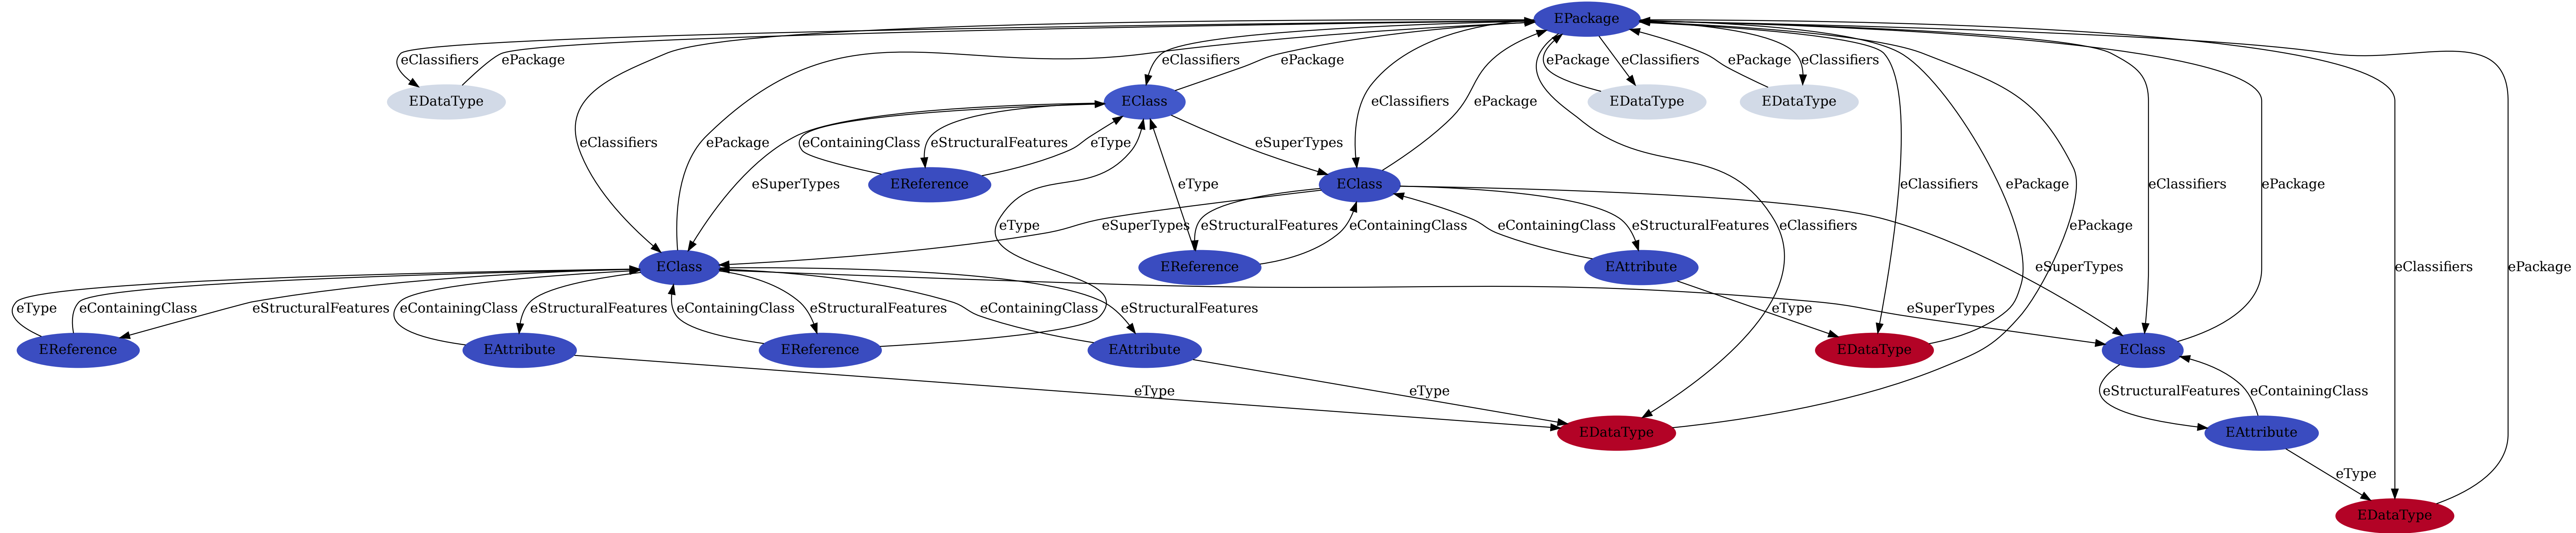 EPackage
eClassifiers
ePackage
eClassifiers
ePackage
ePackage
eClassifiers
ePackage
eClassifiers
EDataType
EClass
eClassifiers
ePackage
EDataType
EDataType
eClassifiers
ePackage
eContainingClass
eStructuralFeatures
eType
eSuperTypes
eSuperTypes
EReference
eType
EClass
eClassifiers
ePackage
eClassifiers
ePackage
eType
eSuperTypes
eStructuralFeatures
eContainingClass
eContainingClass
eStructuralFeatures
eClassifiers
ePackage
EClass
EReference
EAttribute
eSuperTypes
eClassifiers
ePackage
eType
eContainingClass
eStructuralFeatures
eContainingClass
eStructuralFeatures
eContainingClass
eStructuralFeatures
eContainingClass
eStructuralFeatures
eType
eSuperTypes
EReference
EAttribute
EReference
EAttribute
EDataType
EClass
eType
eType
eStructuralFeatures
eContainingClass
EDataType
EAttribute
eType
EDataType